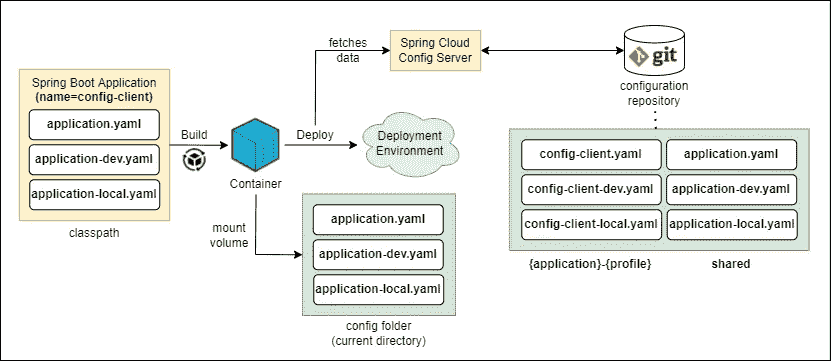 Spring Boot Application
(name=config-client)
application.yaml
application-dev.yaml
application-local.yaml
classpath
Build
Container
Deploy
fetches
data
Spring Cloud
Config Server
git
configuration
repository
Deployment
Environment
mount
volume
application.yaml
application-dev.yaml
application-local.yaml
config folder
(current directory)
config-client.yaml
application.yaml
config-client-dev.yaml
application-dev.yaml
config-client-local.yaml
application-local.yaml
{application}-{profile}
shared